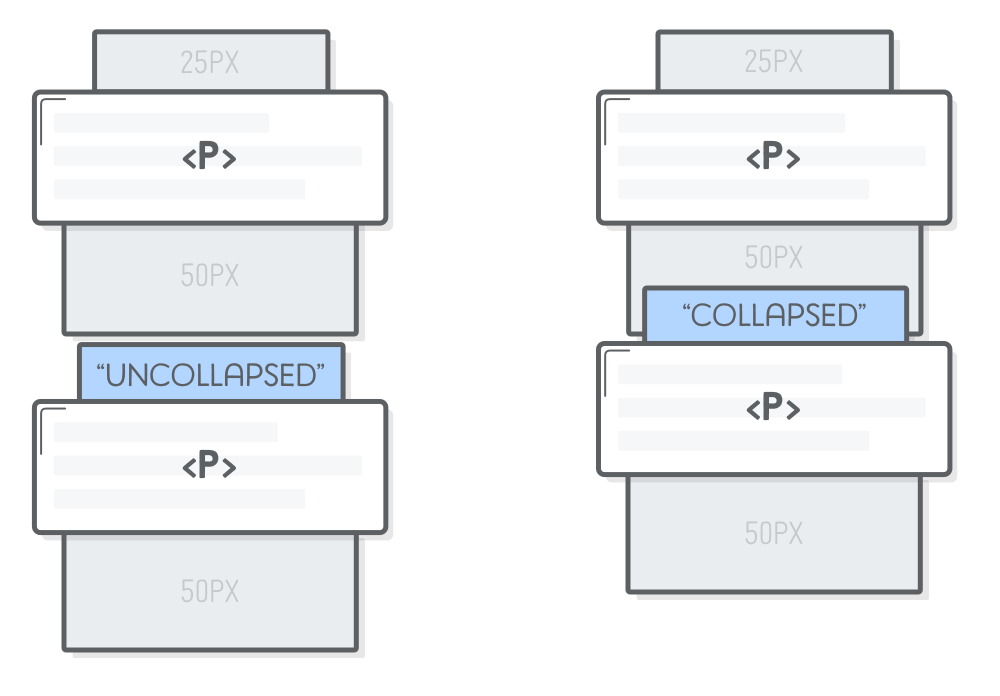 25PX
<P>
50PX
“UNCOLLAPSED”
<P>
50PX
25PX
<P>
50PX
“COLLAPSED”
<P>
50PX